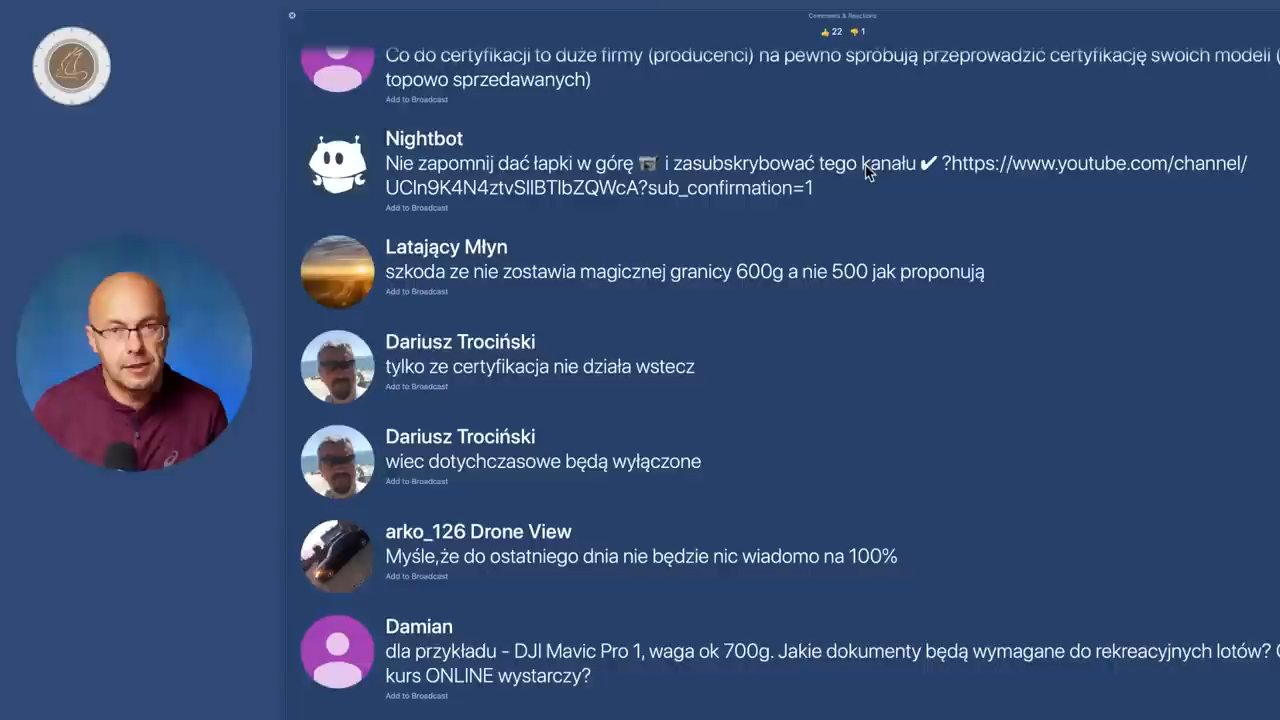 Comments & Reactions
👍 22 👎 1
Co do certyfikacji to duże firmy (producenci) na pewno spróbują przeprowadzić certyfikację swoich modeli (
topowo sprzedawanych)
Add to Broadcast
Nightbot
Nie zapomnij dać łapki w górę i zasubskrybować tego kanału ✔ ?https://www.youtube.com/channel/
UCln9K4N4ztvSllBTlbZQWcA?sub_confirmation=1
Add to Broadcast
Latający Młyn
szkoda ze nie zostawia magicznej granicy 600g a nie 500 jak proponują
Add to Broadcast
Dariusz Trociński
tylko ze certyfikacja nie działa wstecz
Add to Broadcast
Dariusz Trociński
wiec dotychczasowe będą wyłączone
Add to Broadcast
arko_126 Drone View
Myśle,że do ostatniego dnia nie będzie nic wiadomo na 100%
Add to Broadcast
Damian
dla przykładu - DJI Mavic Pro 1, waga ok 700g. Jakie dokumenty będą wymagane do rekreacyjnych lotów?
kurs ONLINE wystarczy?
Add to Broadcast